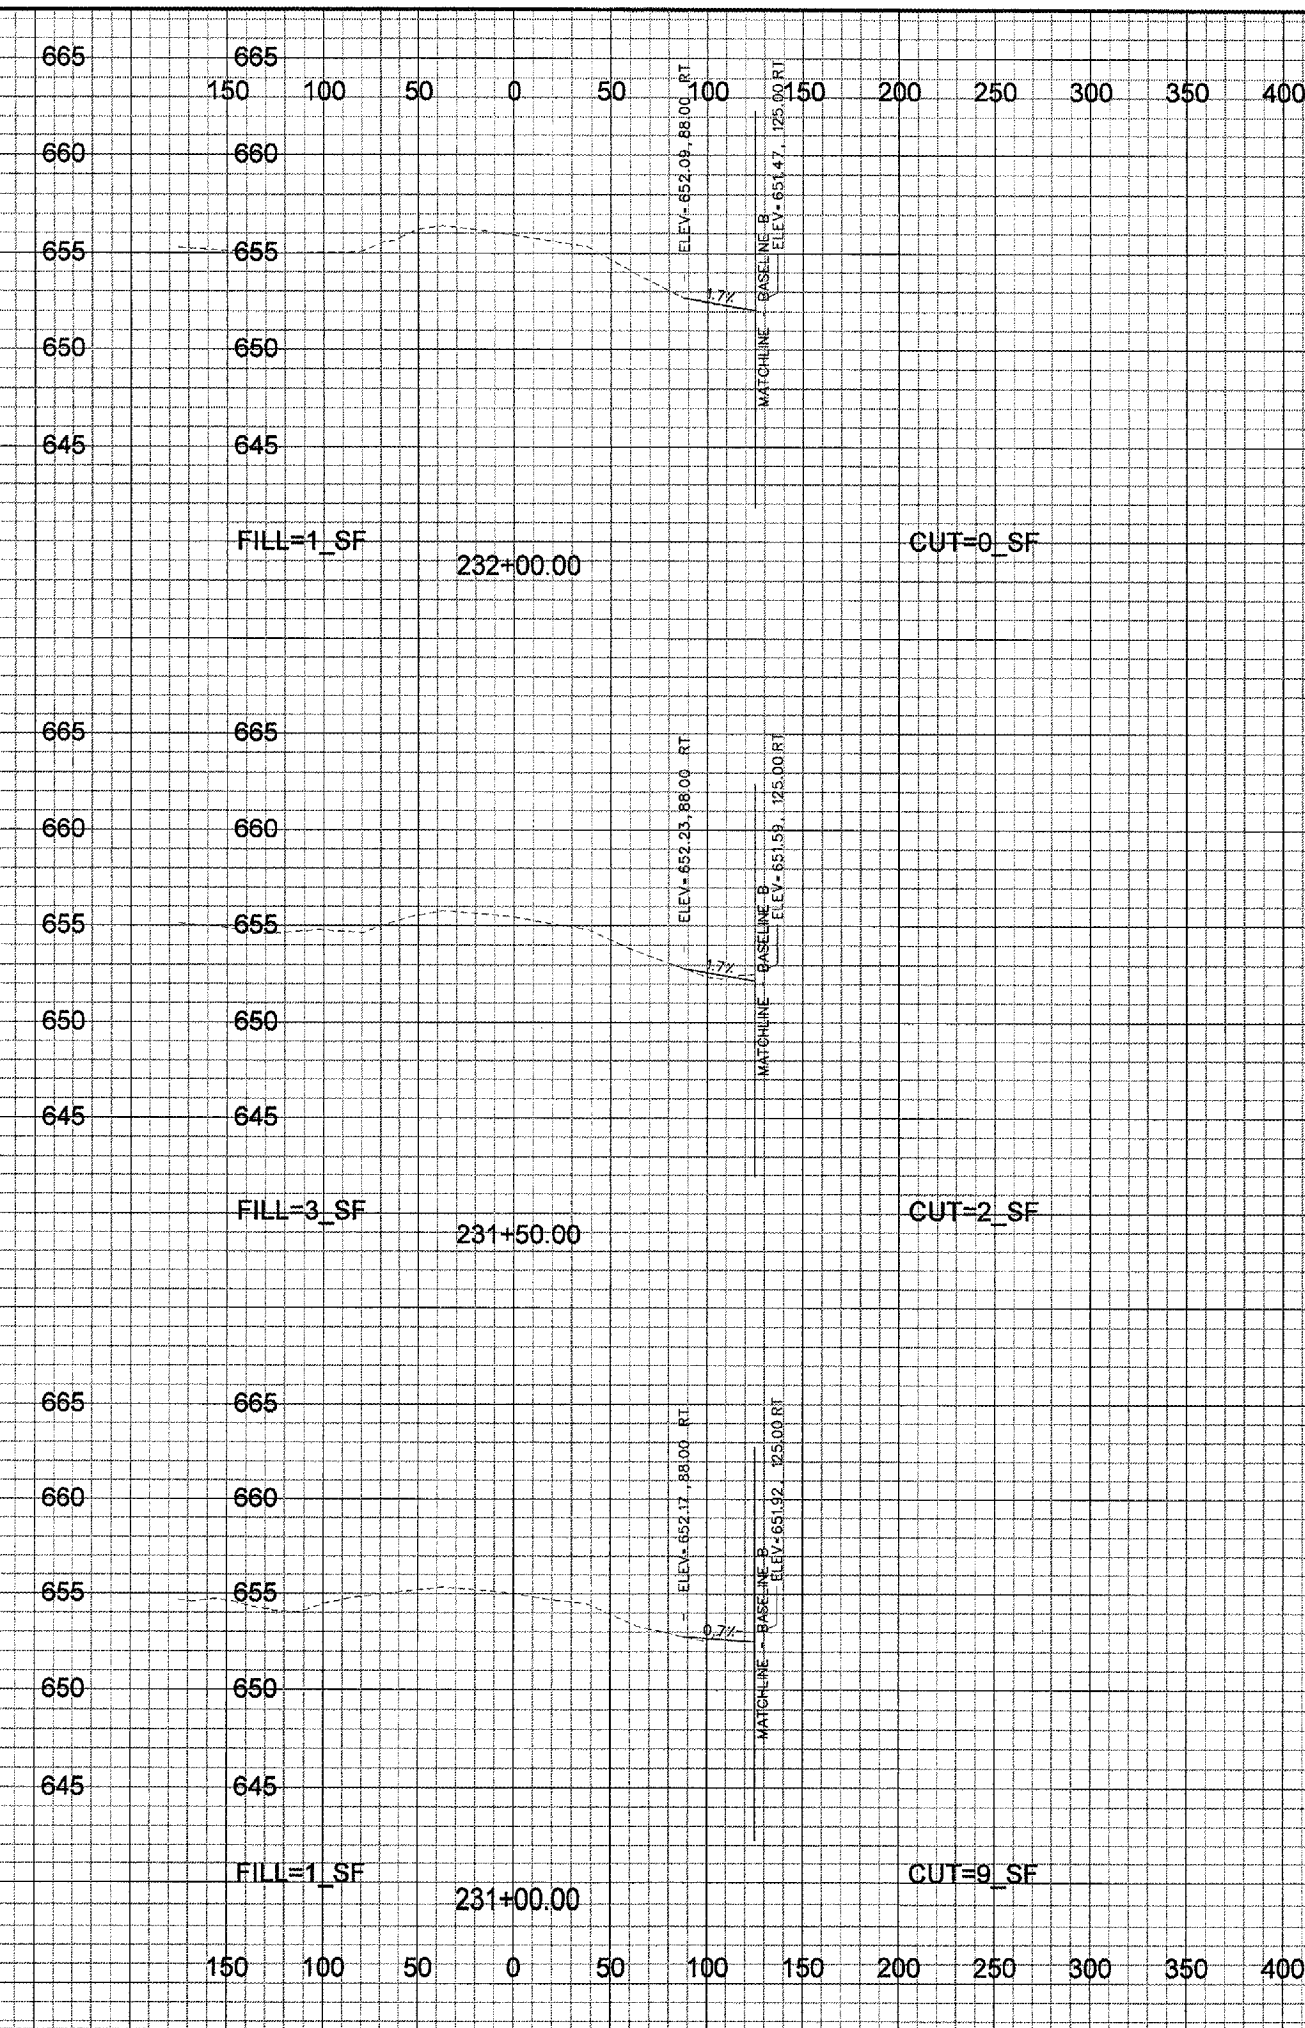 665 665
150 100 50 0 50 100 150 200 250 300 350 400
660 660
655 655
650 650
645 645
ELEV=652.09, 88.00 RT
1.7%
MATCHLINE - BASELINE B
ELEV=651.47, 125.00 RT
FILL=1_SF
232+00.00
CUT=0_SF
665 665
660 660
655 655
650 650
645 645
ELEV=652.23, 88.00 RT
1.7%
MATCHLINE - BASELINE B
ELEV=651.59, 125.00 RT
FILL=3_SF
231+50.00
CUT=2_SF
665 665
660 660
655 655
650 650
645 645
ELEV=652.17, 88.00 RT
0.7%
MATCHLINE - BASELINE B
ELEV=651.92, 125.00 RT
FILL=1_SF
231+00.00
CUT=9_SF
150 100 50 0 50 100 150 200 250 300 350 400